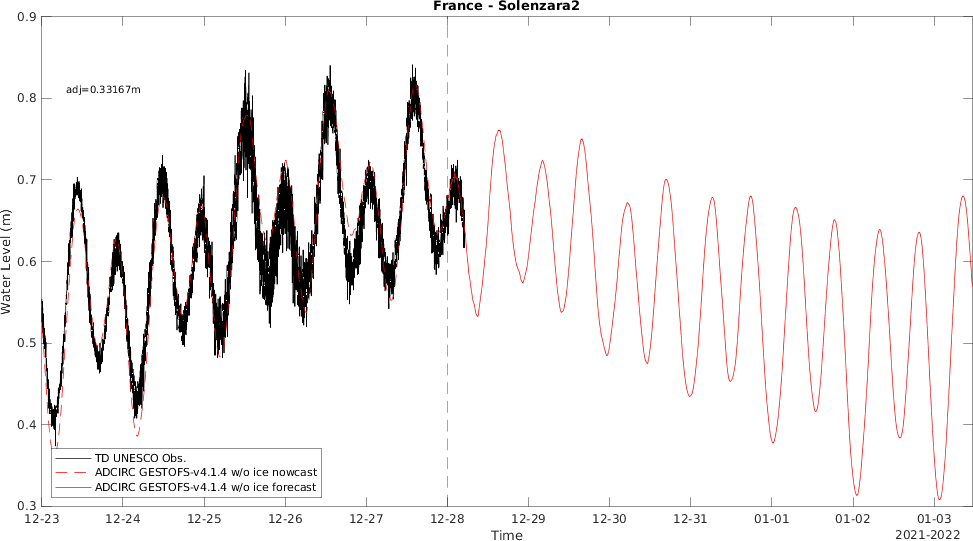 France - Solenzara2
0.9
0.8
0.7
0.6
0.5
0.4
0.3
Water Level (m)
adj=0.33167m
TD UNESCO Obs.
ADCIRC GESTOFS-v4.1.4 w/o ice nowcast
ADCIRC GESTOFS-v4.1.4 w/o ice forecast
12-23 12-24 12-25 12-26 12-27 12-28 12-29 12-30 12-31 01-01 01-02 01-03
Time
2021-2022